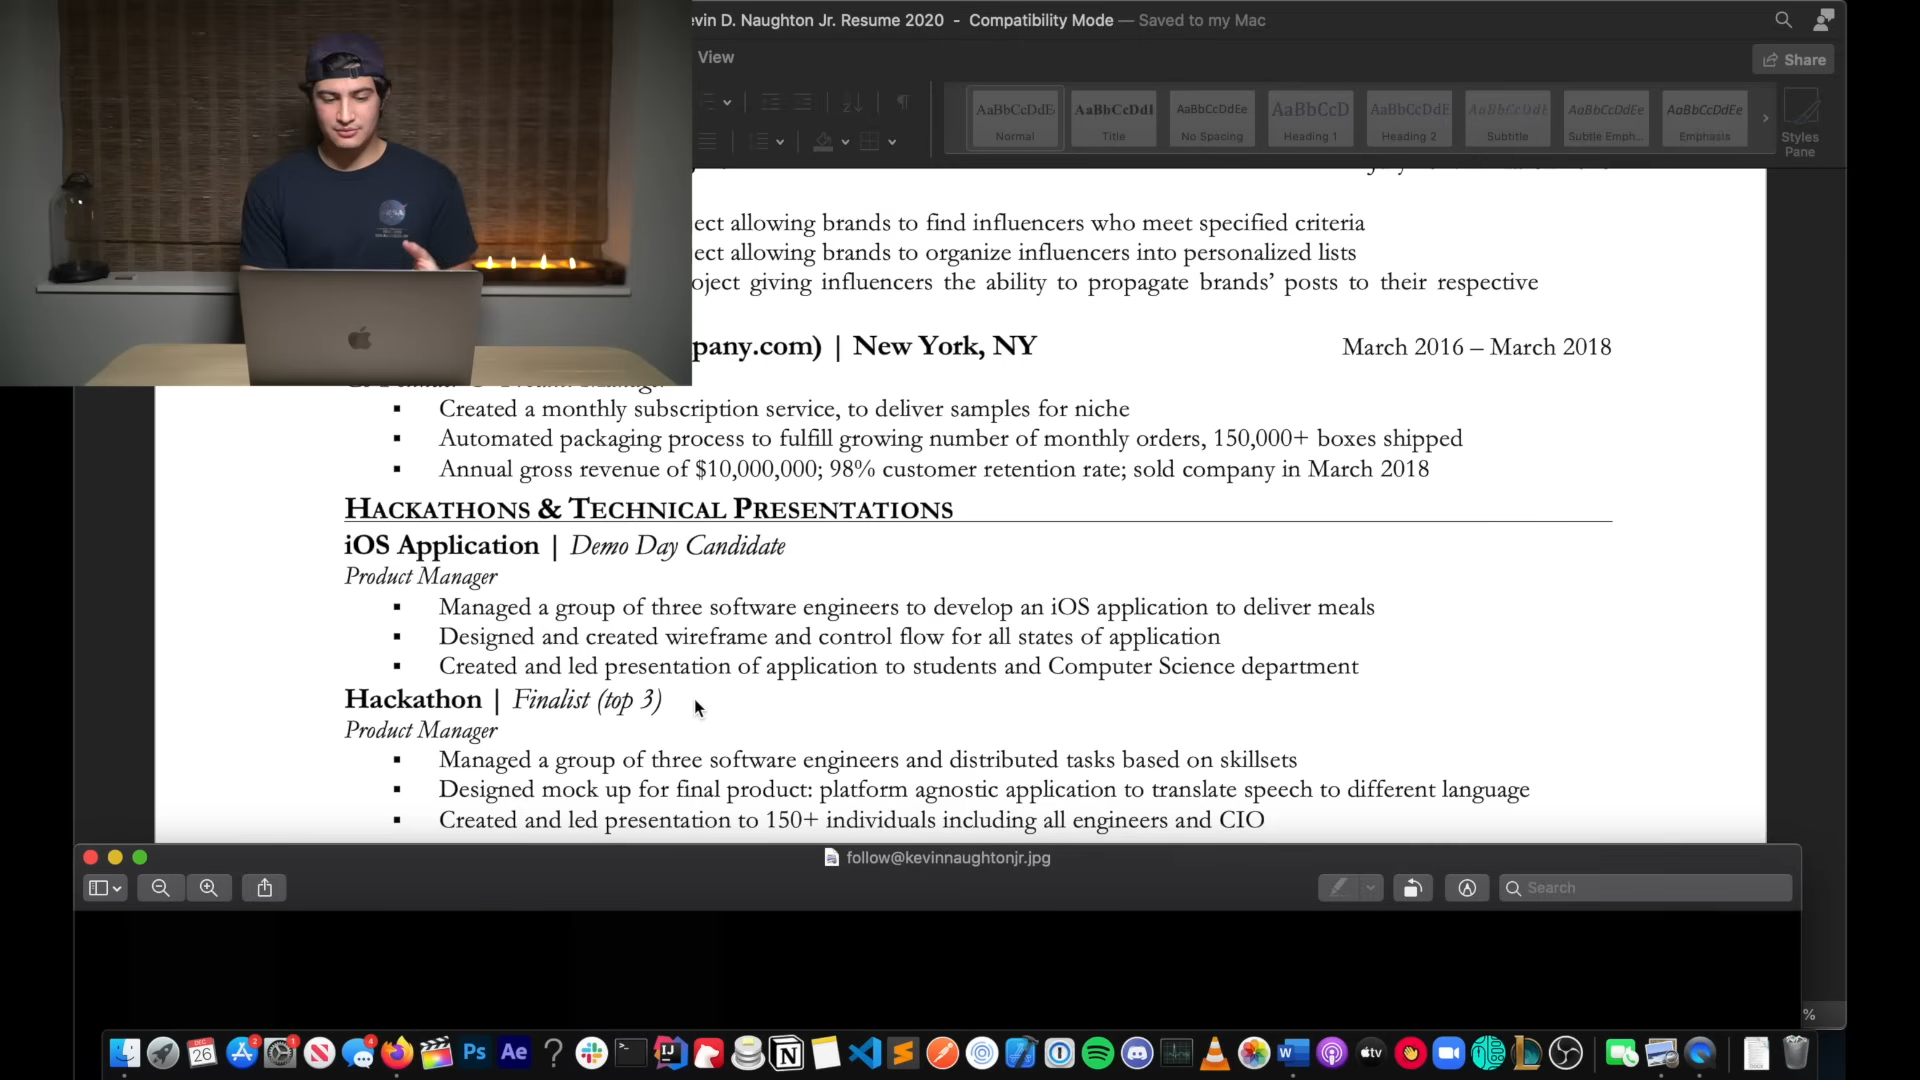 evin D. Naughton Jr. Resume 2020 - Compatibility Mode — Saved to my Mac
View
Share
AaBbCcDdEe AaBbCcDdI AaBbCcDdEe AaBbCcD AaBbCcDdE AaBbCcDdE AaBbCcDdEe AaBbCcDdEe
Normal Title No Spacing Heading 1 Heading 2 Subtitle Subtle Emph... Emphasis
Styles
Pane
ect allowing brands to find influencers who meet specified criteria
ect allowing brands to organize influencers into personalized lists
oject giving influencers the ability to propagate brands’ posts to their respective
pany.com) | New York, NY March 2016 – March 2018
▪ Created a monthly subscription service, to deliver samples for niche
▪ Automated packaging process to fulfill growing number of monthly orders, 150,000+ boxes shipped
▪ Annual gross revenue of $10,000,000; 98% customer retention rate; sold company in March 2018
HACKATHONS & TECHNICAL PRESENTATIONS
iOS Application | Demo Day Candidate
Product Manager
▪ Managed a group of three software engineers to develop an iOS application to deliver meals
▪ Designed and created wireframe and control flow for all states of application
▪ Created and led presentation of application to students and Computer Science department
Hackathon | Finalist (top 3)
Product Manager
▪ Managed a group of three software engineers and distributed tasks based on skillsets
▪ Designed mock up for final product: platform agnostic application to translate speech to different language
▪ Created and led presentation to 150+ individuals including all engineers and CIO
follow@kevinnaughtonjr.jpg
Search
%
DEC
26
2
1
4
Ps
Ae
IJ
N
W
tv